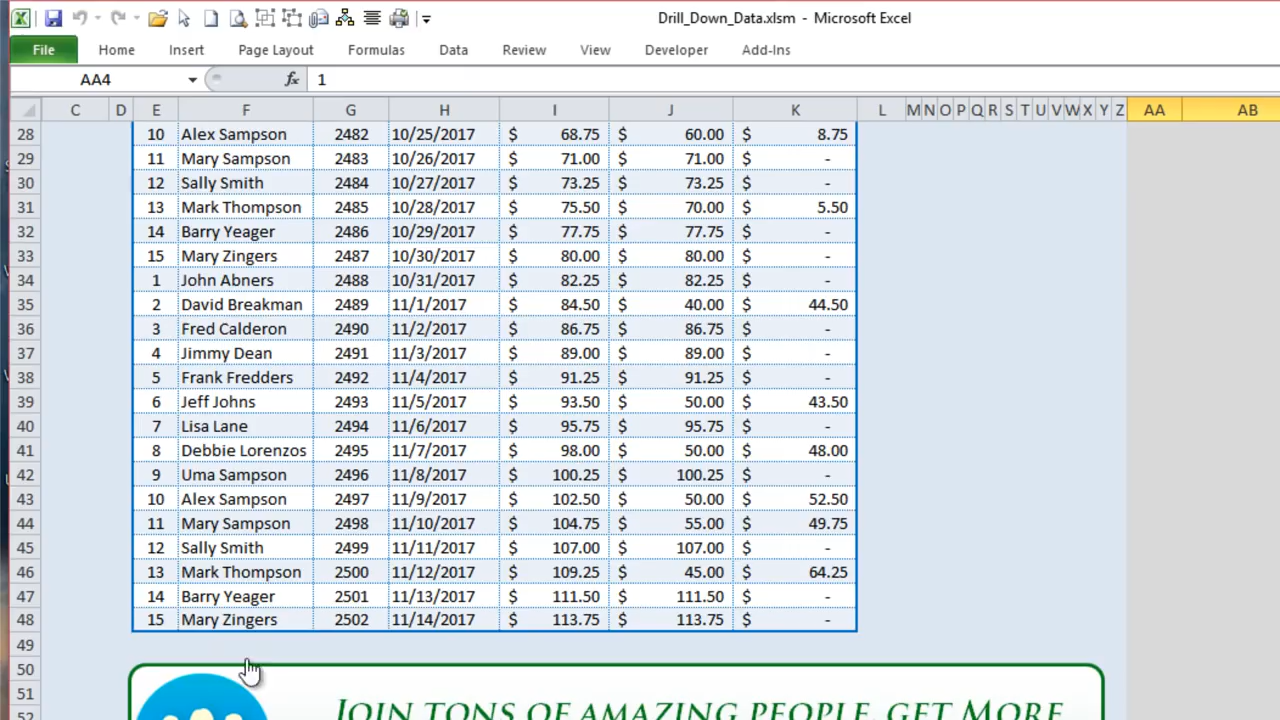 Drill_Down_Data.xlsm - Microsoft Excel
File Home Insert Page Layout Formulas Data Review View Developer Add-Ins
AA4 fx 1
C D E F G H I J K L M N O P Q R S T U V W X Y Z AA AB
28 10 Alex Sampson 2482 10/25/2017 $ 68.75 $ 60.00 $ 8.75
29 11 Mary Sampson 2483 10/26/2017 $ 71.00 $ 71.00 $ -
30 12 Sally Smith 2484 10/27/2017 $ 73.25 $ 73.25 $ -
31 13 Mark Thompson 2485 10/28/2017 $ 75.50 $ 70.00 $ 5.50
32 14 Barry Yeager 2486 10/29/2017 $ 77.75 $ 77.75 $ -
33 15 Mary Zingers 2487 10/30/2017 $ 80.00 $ 80.00 $ -
34 1 John Abners 2488 10/31/2017 $ 82.25 $ 82.25 $ -
35 2 David Breakman 2489 11/1/2017 $ 84.50 $ 40.00 $ 44.50
36 3 Fred Calderon 2490 11/2/2017 $ 86.75 $ 86.75 $ -
37 4 Jimmy Dean 2491 11/3/2017 $ 89.00 $ 89.00 $ -
38 5 Frank Fredders 2492 11/4/2017 $ 91.25 $ 91.25 $ -
39 6 Jeff Johns 2493 11/5/2017 $ 93.50 $ 50.00 $ 43.50
40 7 Lisa Lane 2494 11/6/2017 $ 95.75 $ 95.75 $ -
41 8 Debbie Lorenzos 2495 11/7/2017 $ 98.00 $ 50.00 $ 48.00
42 9 Uma Sampson 2496 11/8/2017 $ 100.25 $ 100.25 $ -
43 10 Alex Sampson 2497 11/9/2017 $ 102.50 $ 50.00 $ 52.50
44 11 Mary Sampson 2498 11/10/2017 $ 104.75 $ 55.00 $ 49.75
45 12 Sally Smith 2499 11/11/2017 $ 107.00 $ 107.00 $ -
46 13 Mark Thompson 2500 11/12/2017 $ 109.25 $ 45.00 $ 64.25
47 14 Barry Yeager 2501 11/13/2017 $ 111.50 $ 111.50 $ -
48 15 Mary Zingers 2502 11/14/2017 $ 113.75 $ 113.75 $ -
49
50
51
52
JOIN TONS OF AMAZING PEOPLE, GET MORE